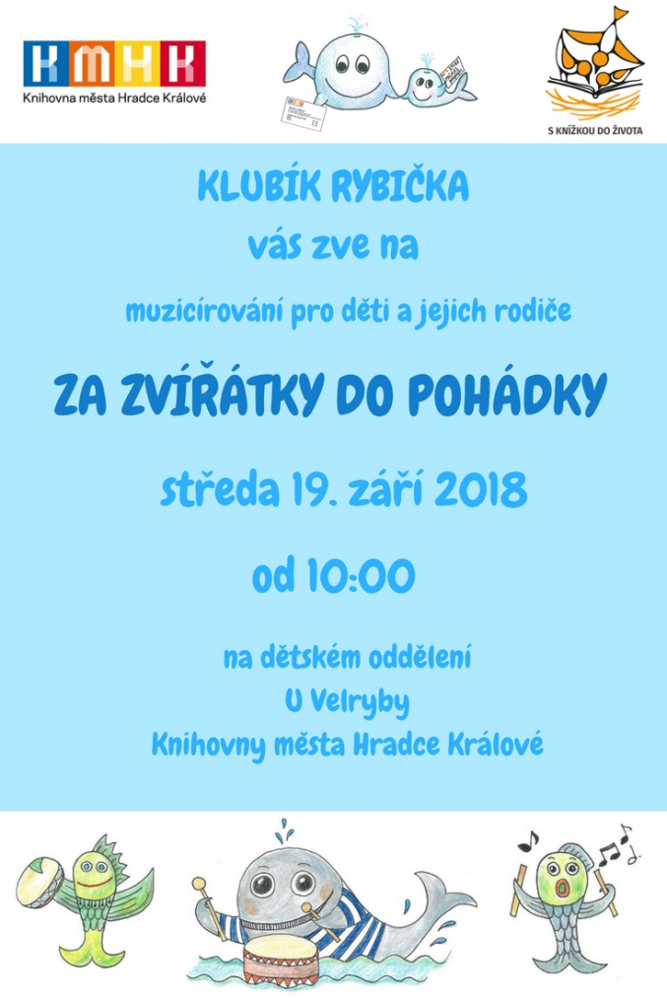 KMHK
Knihovna města Hradce Králové
S KNÍŽKOU DO ŽIVOTA
KLUBÍK RYBIČKA
vás zve na
muzicírování pro děti a jejich rodiče
ZA ZVÍŘÁTKY DO POHÁDKY
středa 19. září 2018
od 10:00
na dětském oddělení
U Velryby
Knihovny města Hradce Králové